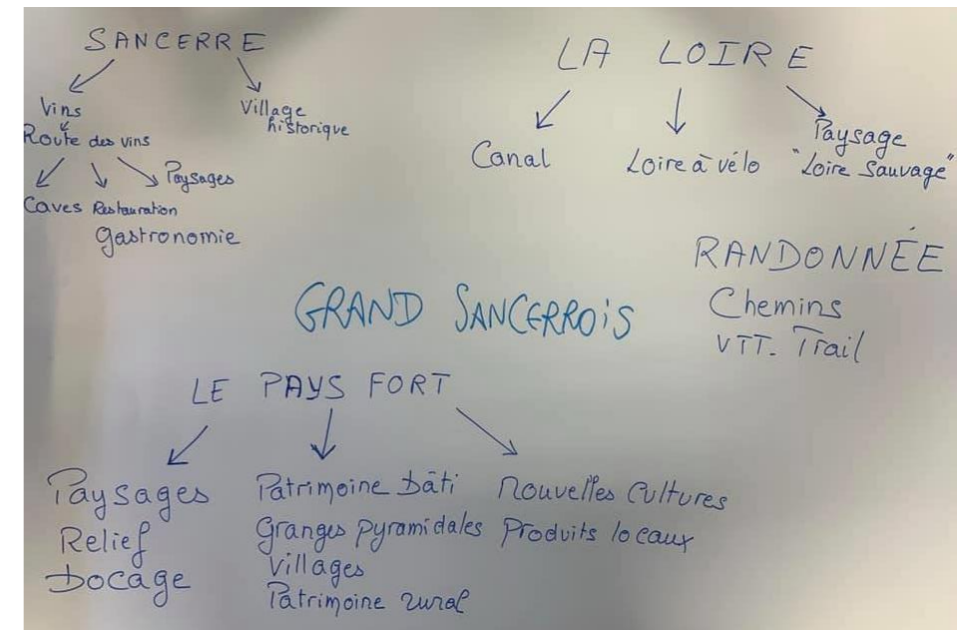 SANCERRE
Vins
Village
historique
Route des vins
Paysages
Caves Restauration
Gastronomie
LA LOIRE
Canal
Loire à vélo
Paysage
"Loire Sauvage"
RANDONNÉE
Chemins
VTT. Trail
GRAND SANCERROIS
LE PAYS FORT
Paysages
Relief
bocage
Patrimoine bâti
Granges pyramidales
Villages
Patrimoine rural
Nouvelles Cultures
Produits locaux